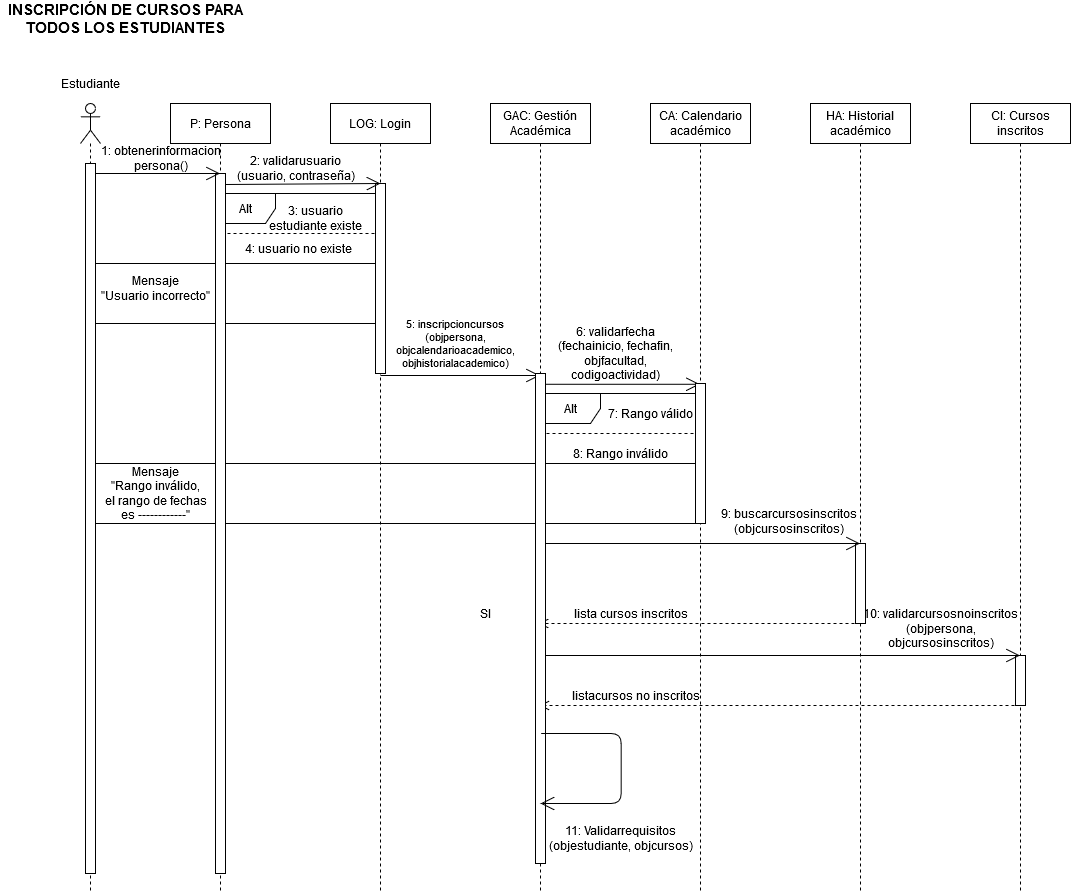 INSCRIPCIÓN DE CURSOS PARA
TODOS LOS ESTUDIANTES
Estudiante
P: Persona
LOG: Login
GAC: Gestión
Académica
CA: Calendario
académico
HA: Historial
académico
CI: Cursos
inscritos
1: obtenerinformacion
persona()
2: validarusuario
(usuario, contraseña)
Alt
3: usuario
estudiante existe
4: usuario no existe
Mensaje
"Usuario incorrecto"
5: inscripcioncursos
(objpersona,
objcalendarioacademico,
objhistorialacademico)
6: validarfecha
(fechainicio, fechafin,
objfacultad,
codigoactividad)
Alt
7: Rango válido
8: Rango inválido
Mensaje
"Rango inválido,
el rango de fechas
es ------------"
9: buscarcursosinscritos
(objcursosinscritos)
SI
lista cursos inscritos
10: validarcursosnoinscritos
(objpersona,
objcursosinscritos)
listacursos no inscritos
11: Validarrequisitos
(objestudiante, objcursos)